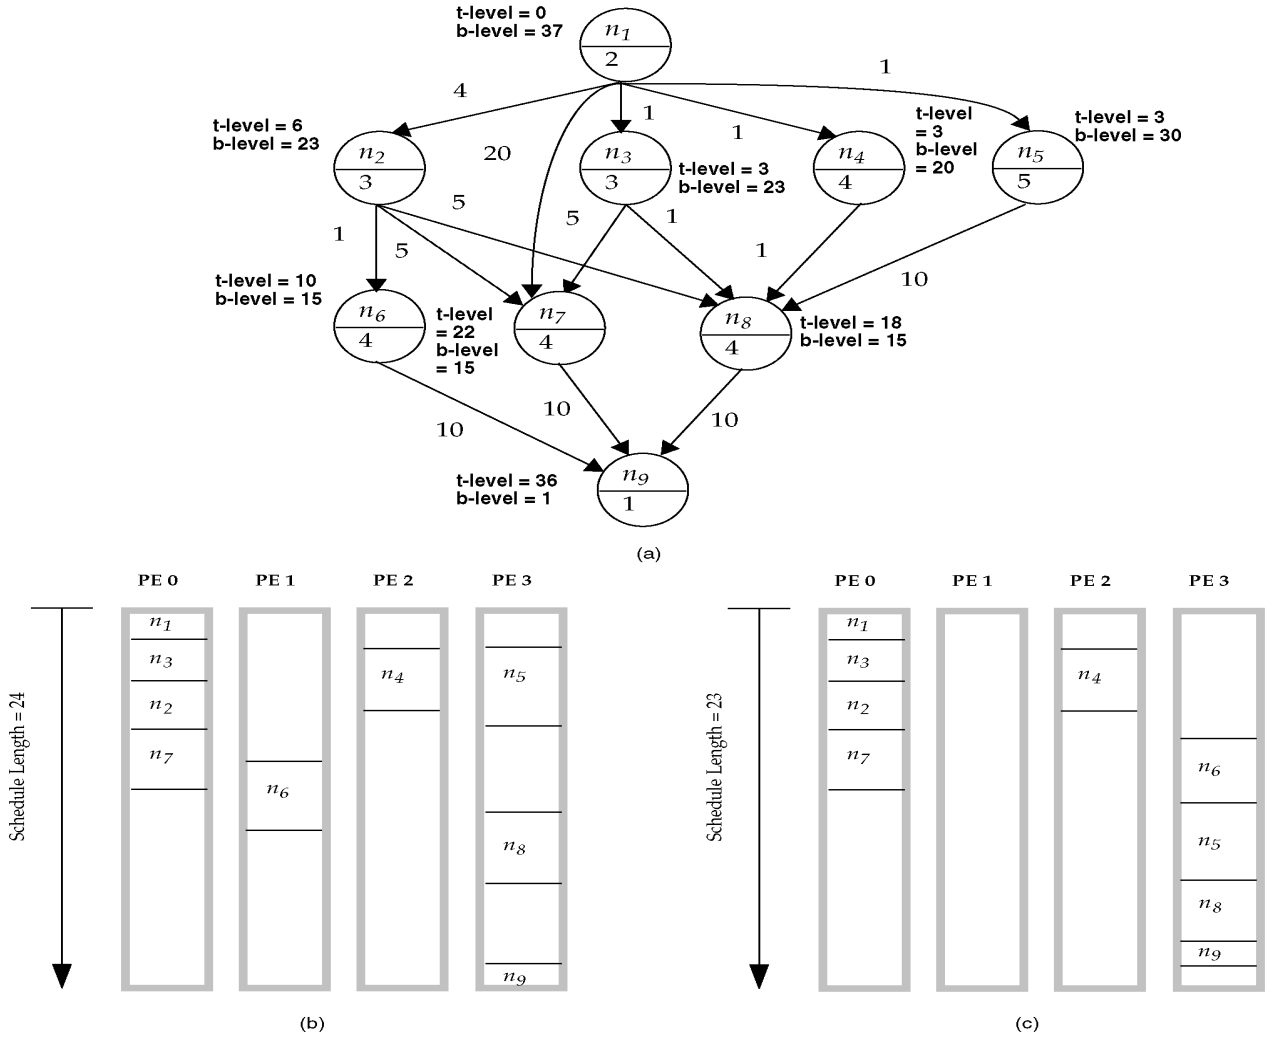 t-level = 0
b-level = 37
n1
2
4
20
1
1
1
t-level = 6
b-level = 23
n2
3
n3
3
t-level = 3
b-level = 23
n4
4
t-level
= 3
b-level
= 20
n5
5
t-level = 3
b-level = 30
1
5
5
5
1
1
10
t-level = 10
b-level = 15
n6
4
t-level
= 22
b-level
= 15
n7
4
n8
4
t-level = 18
b-level = 15
10
10
10
t-level = 36
b-level = 1
n9
1
(a)
PE 0 PE 1 PE 2 PE 3
Schedule Length = 24
n1
n3
n2
n7
n6
n4
n5
n8
n9
(b)
PE 0 PE 1 PE 2 PE 3
Schedule Length = 23
n1
n3
n2
n7
n4
n6
n5
n8
n9
(c)